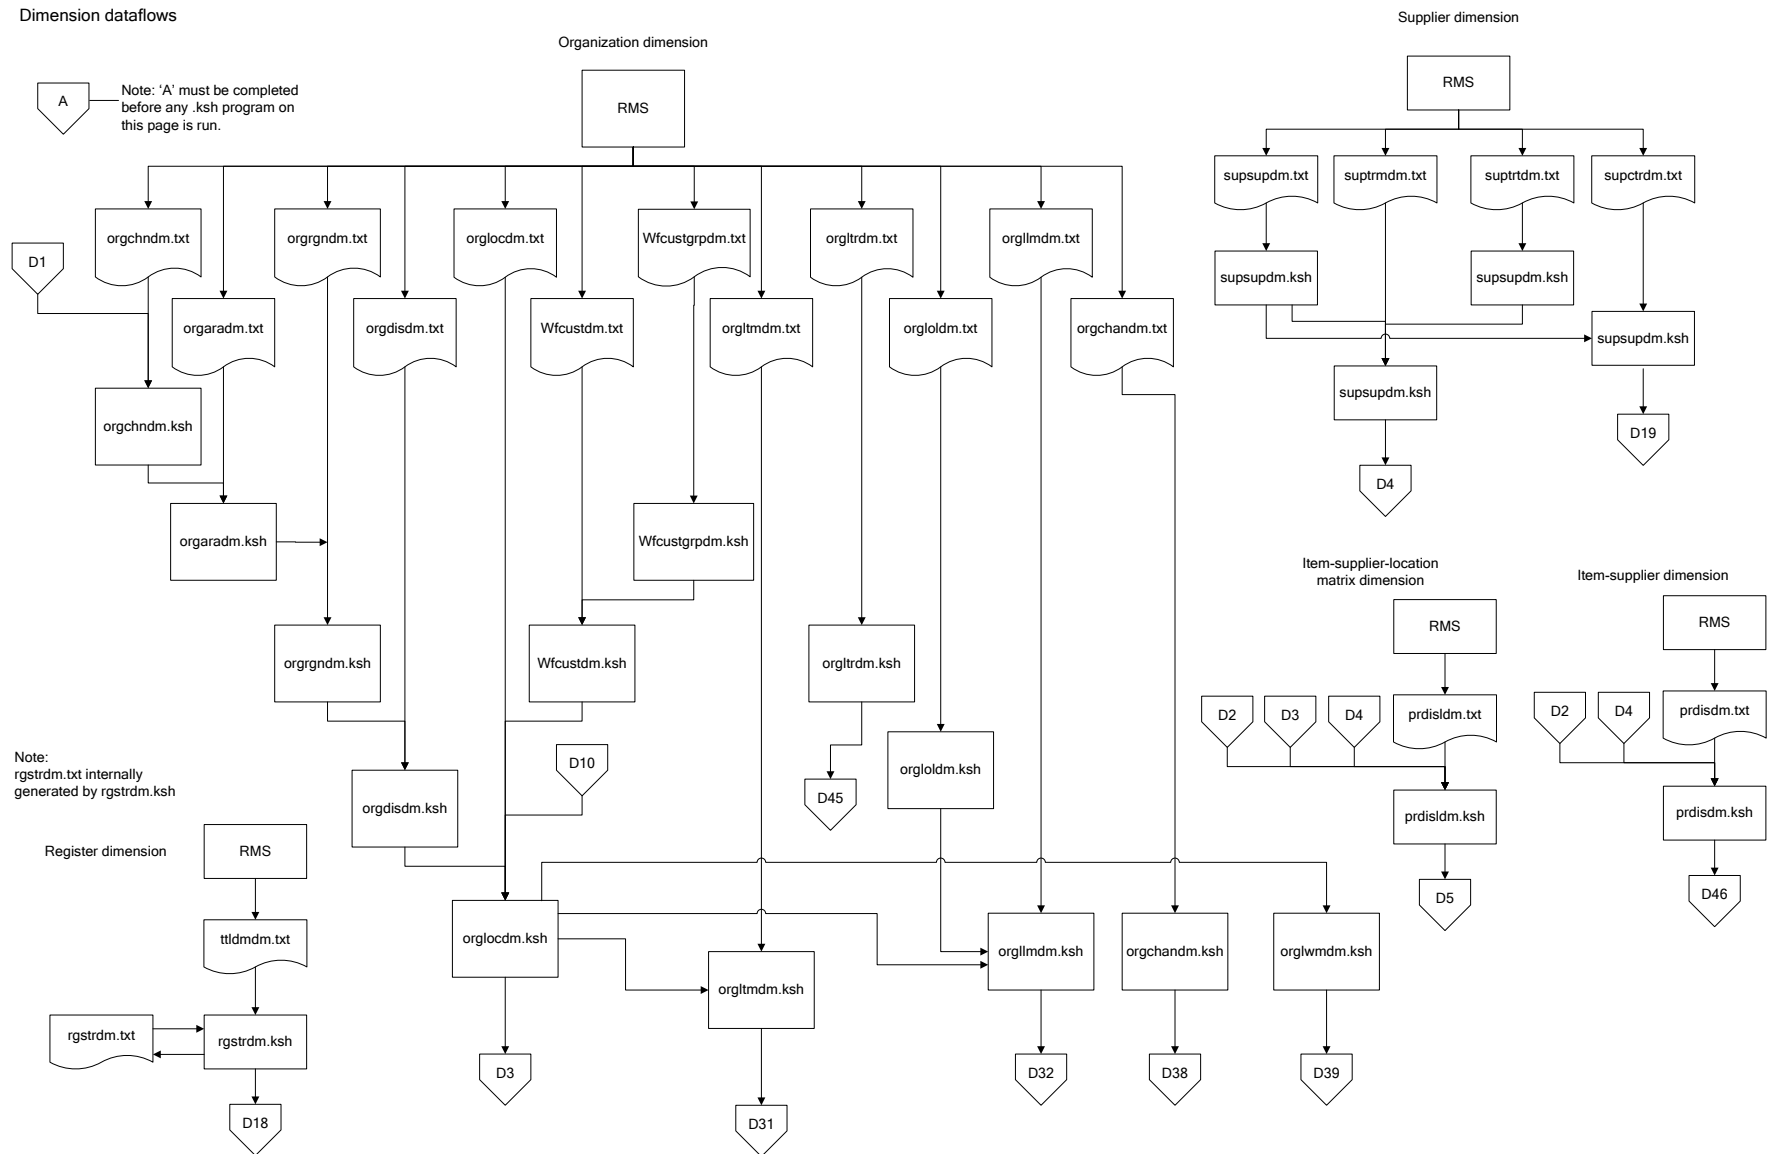 Dimension dataflows
Supplier dimension
Organization dimension
RMS
RMS
A
Note: 'A' must be completed
before any .ksh program on
this page is run.
supsupdm.txt
suptrmdm.txt
suptrtdm.txt
supctrdm.txt
orgchndm.txt
orgrgndm.txt
orglocdm.txt
Wfcustgrpdm.txt
orgltrdm.txt
orgllmdm.txt
D1
supsupdm.ksh
supsupdm.ksh
orgaradm.txt
orgdisdm.txt
Wfcustdm.txt
orgltmdm.txt
orgloldm.txt
orgchandm.txt
supsupdm.ksh
supsupdm.ksh
orgchndm.ksh
D19
D4
orgaradm.ksh
Wfcustgrpdm.ksh
Item-supplier-location
matrix dimension
Item-supplier dimension
RMS
RMS
orgrgndm.ksh
Wfcustdm.ksh
orgltrdm.ksh
D2
D3
D4
prdisldm.txt
D2
D4
prdisdm.txt
Note:
rgstrdm.txt internally
generated by rgstrdm.ksh
D10
orgloldm.ksh
D45
orgdisdm.ksh
prdisldm.ksh
prdisdm.ksh
Register dimension
RMS
D5
D46
ttldmdm.txt
orglocdm.ksh
orgltmdm.ksh
orgllmdm.ksh
orgchandm.ksh
orglwmdm.ksh
rgstrdm.txt
rgstrdm.ksh
D3
D32
D38
D39
D18
D31